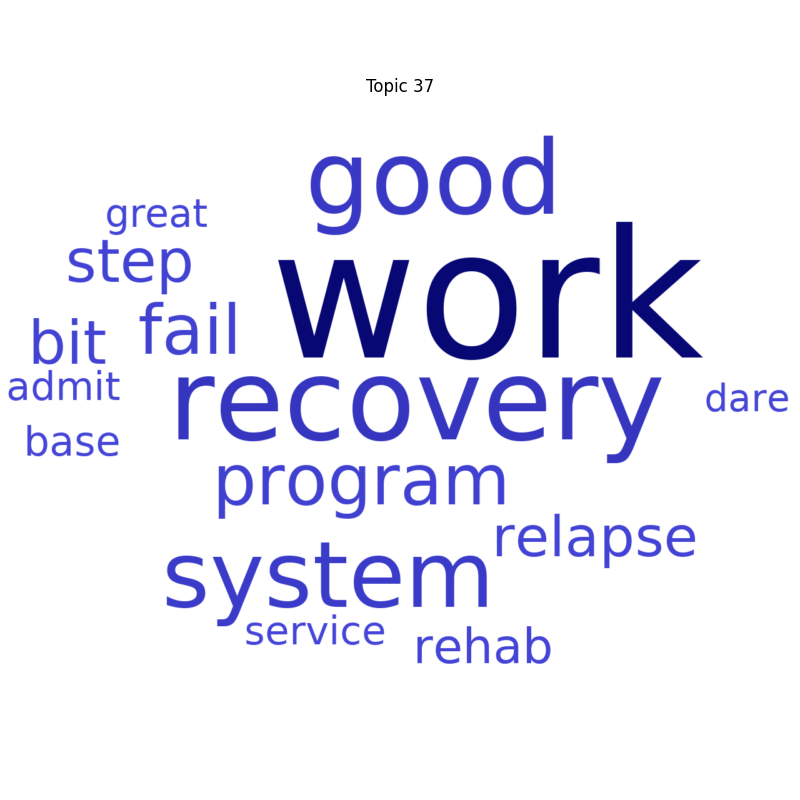 Topic 37
good
great
work
step
fail
bit
admit
recovery
dare
base
program
relapse
system
service
rehab